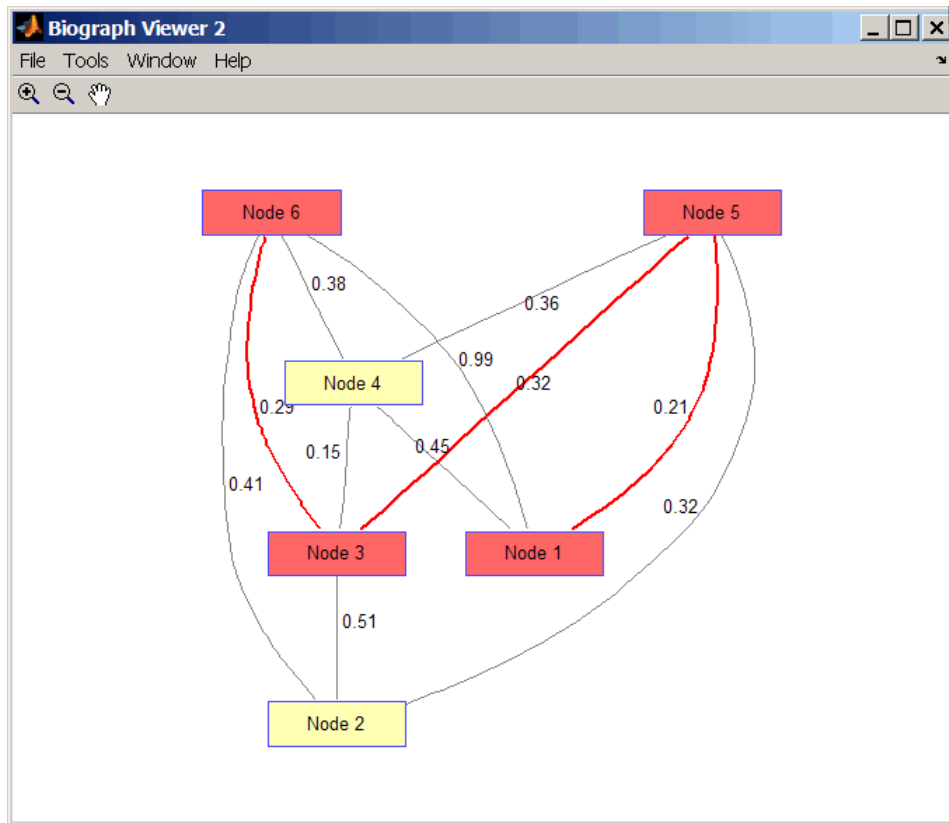 Biograph Viewer 2
File Tools Window Help
Node 6
Node 5
0.38
0.36
0.99
Node 4
0.32
0.29
0.21
0.15
0.45
0.41
0.32
Node 3
Node 1
0.51
Node 2